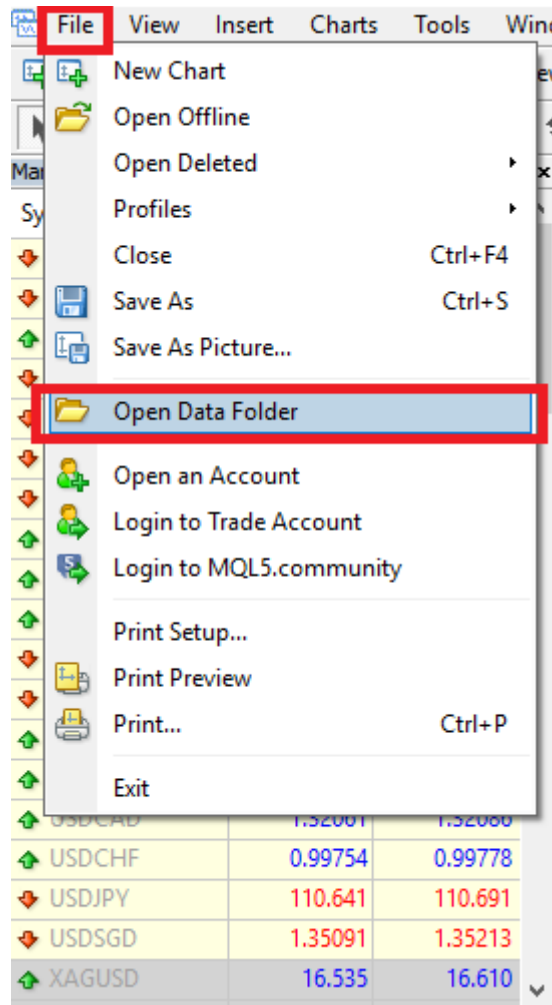 File View Insert Charts Tools
New Chart
Open Offline
Open Deleted
Profiles
Close Ctrl+F4
Save As Ctrl+S
Save As Picture...
Open Data Folder
Open an Account
Login to Trade Account
Login to MQL5.community
Print Setup...
Print Preview
Print... Ctrl+P
Exit
USDCAD 1.32061 1.32086
USDCHF 0.99754 0.99778
USDJPY 110.641 110.691
USDSGD 1.35091 1.35213
XAGUSD 16.535 16.610